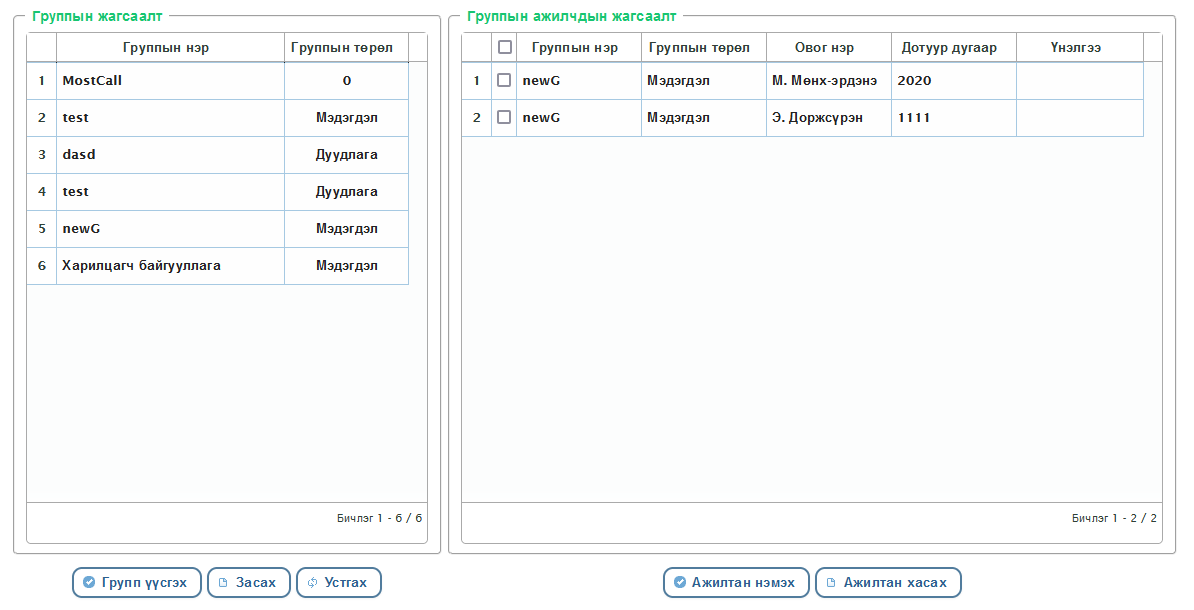 Группын жагсаалт
Группын нэр Группын төрөл
1 MostCall 0
2 test Мэдэгдэл
3 dasd Дуудлага
4 test Дуудлага
5 newG Мэдэгдэл
6 Харилцагч байгууллага Мэдэгдэл
Бичлэг 1 - 6 / 6
Групп үүсгэх Засах Устгах
Группын ажилчдын жагсаалт
Группын нэр Группын төрөл Овог нэр Дотуур дугаар Үнэлгээ
1 newG Мэдэгдэл М. Мөнх-эрдэнэ 2020
2 newG Мэдэгдэл Э. Доржсүрэн 1111
Бичлэг 1 - 2 / 2
Ажилтан нэмэх Ажилтан хасах